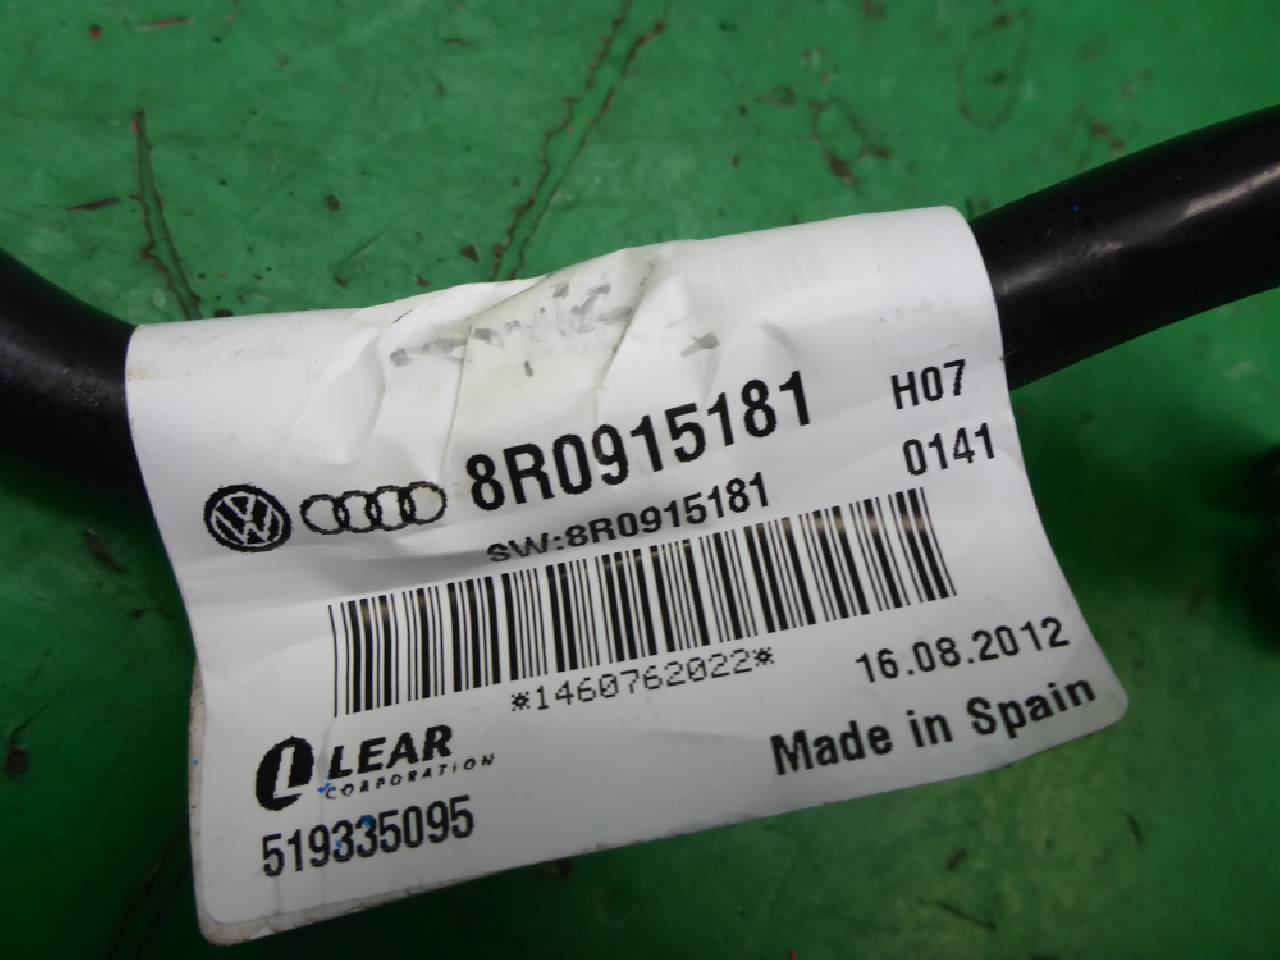 8R0915181 H07
SW:8R0915181 0141
*1460762022*
16.08.2012
LEAR
CORPORATION
Made in Spain
519335095